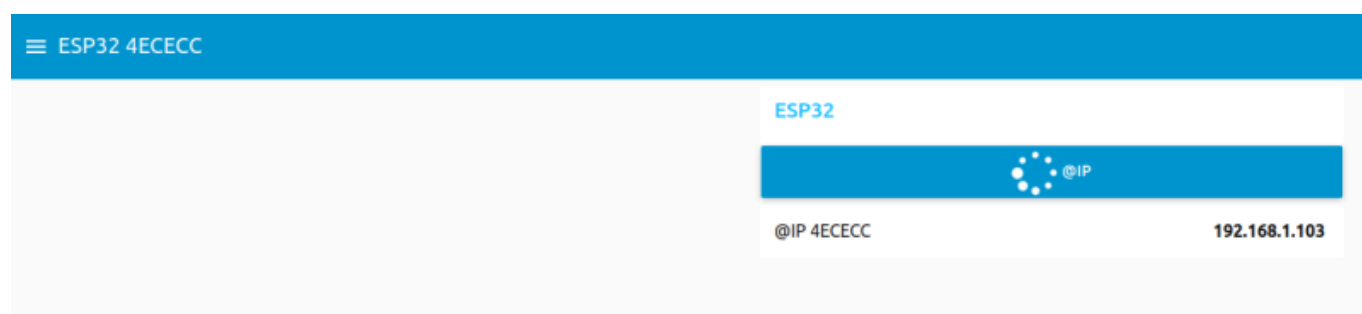 ESP32 4ECECC
ESP32
@IP
@IP 4ECECC 192.168.1.103